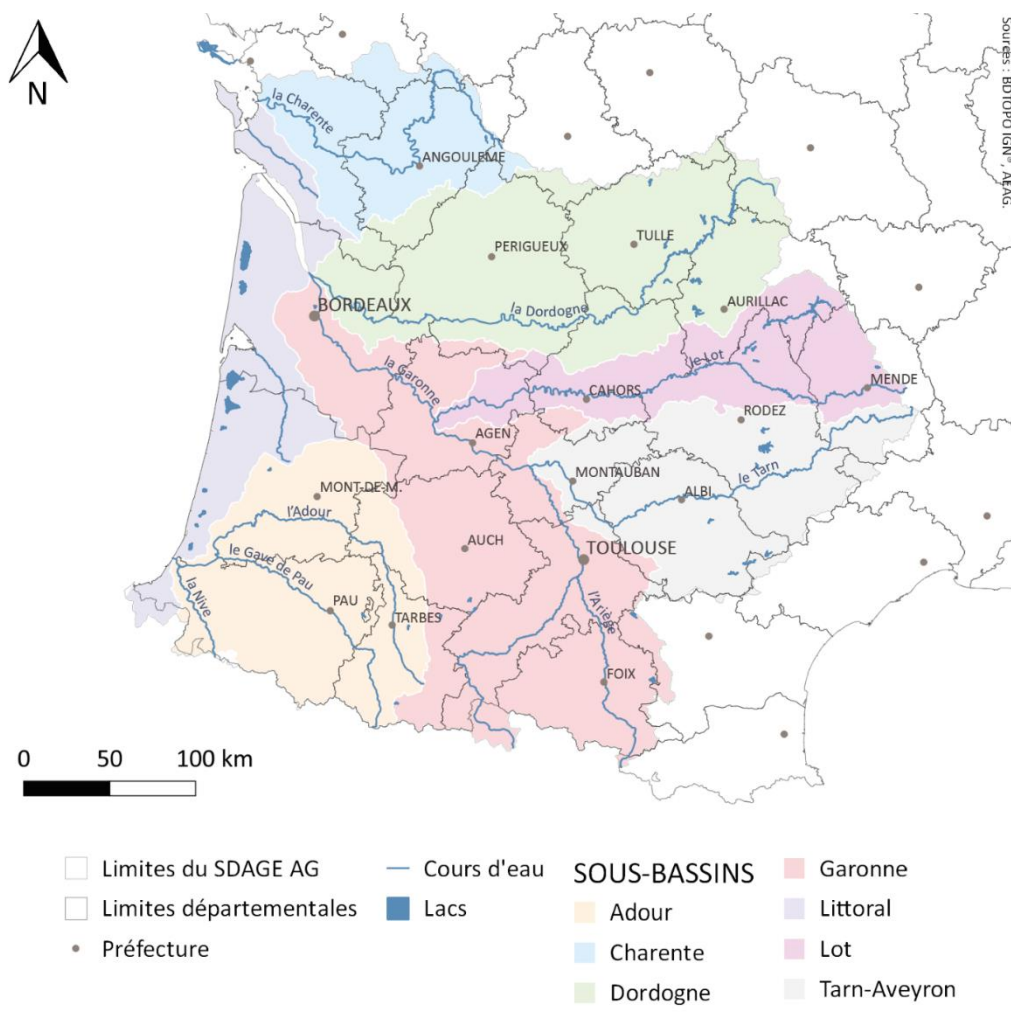 Sources : BDTOPO IGN®, AEAG.
N
la Charente
ANGOULEME
PERIGUEUX
TULLE
BORDEAUX
la Dordogne
AURILLAC
la Garonne
le Lot
CAHORS
MENDE
RODEZ
AGEN
MONTAUBAN
le Tarn
ALBI
MONT-DE-M.
l'Adour
AUCH
TOULOUSE
le Gave de Pau
la Nive
PAU
TARBES
l'Ariège
FOIX
0 50 100 km
Limites du SDAGE AG
Limites départementales
Préfecture
Cours d'eau
Lacs
SOUS-BASSINS
Adour
Charente
Dordogne
Garonne
Littoral
Lot
Tarn-Aveyron